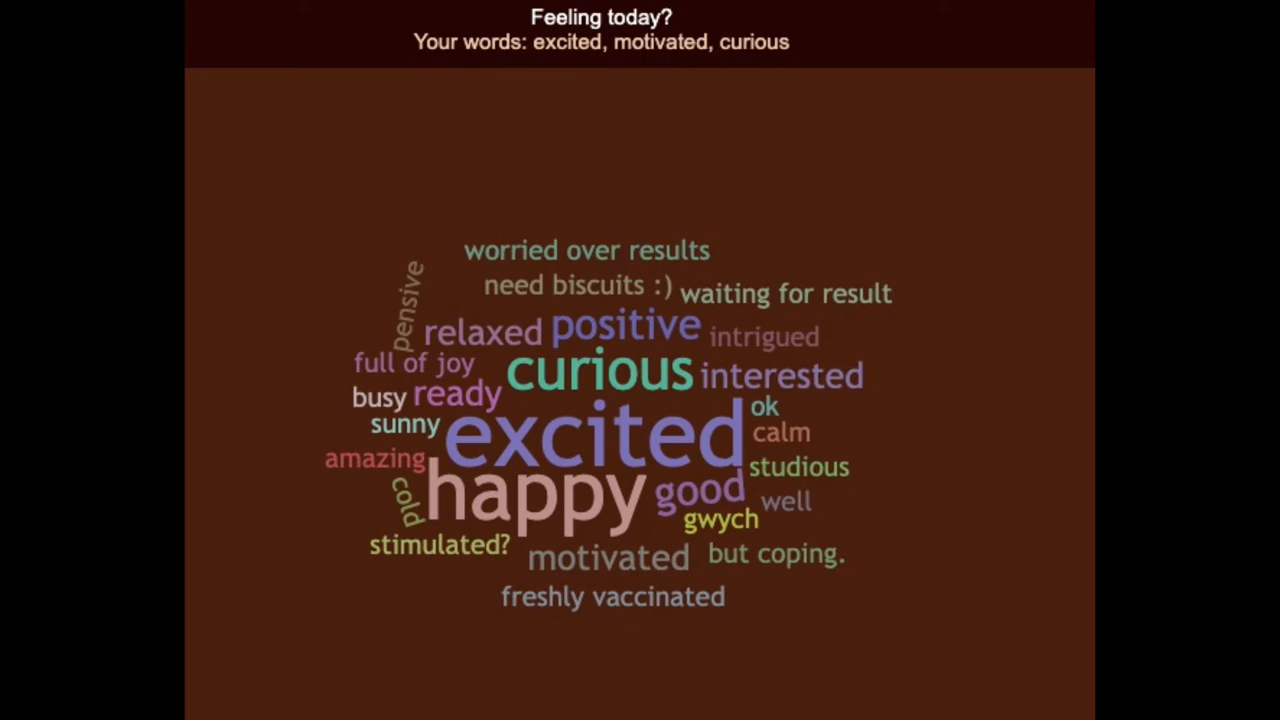 Feeling today?
Your words: excited, motivated, curious
worried over results
need biscuits :)
waiting for result
pensive
relaxed
positive
intrigued
full of joy
curious
interested
busy
ready
ok
sunny
excited
calm
amazing
studious
cold
happy
good
well
gwych
stimulated?
motivated
but coping.
freshly vaccinated